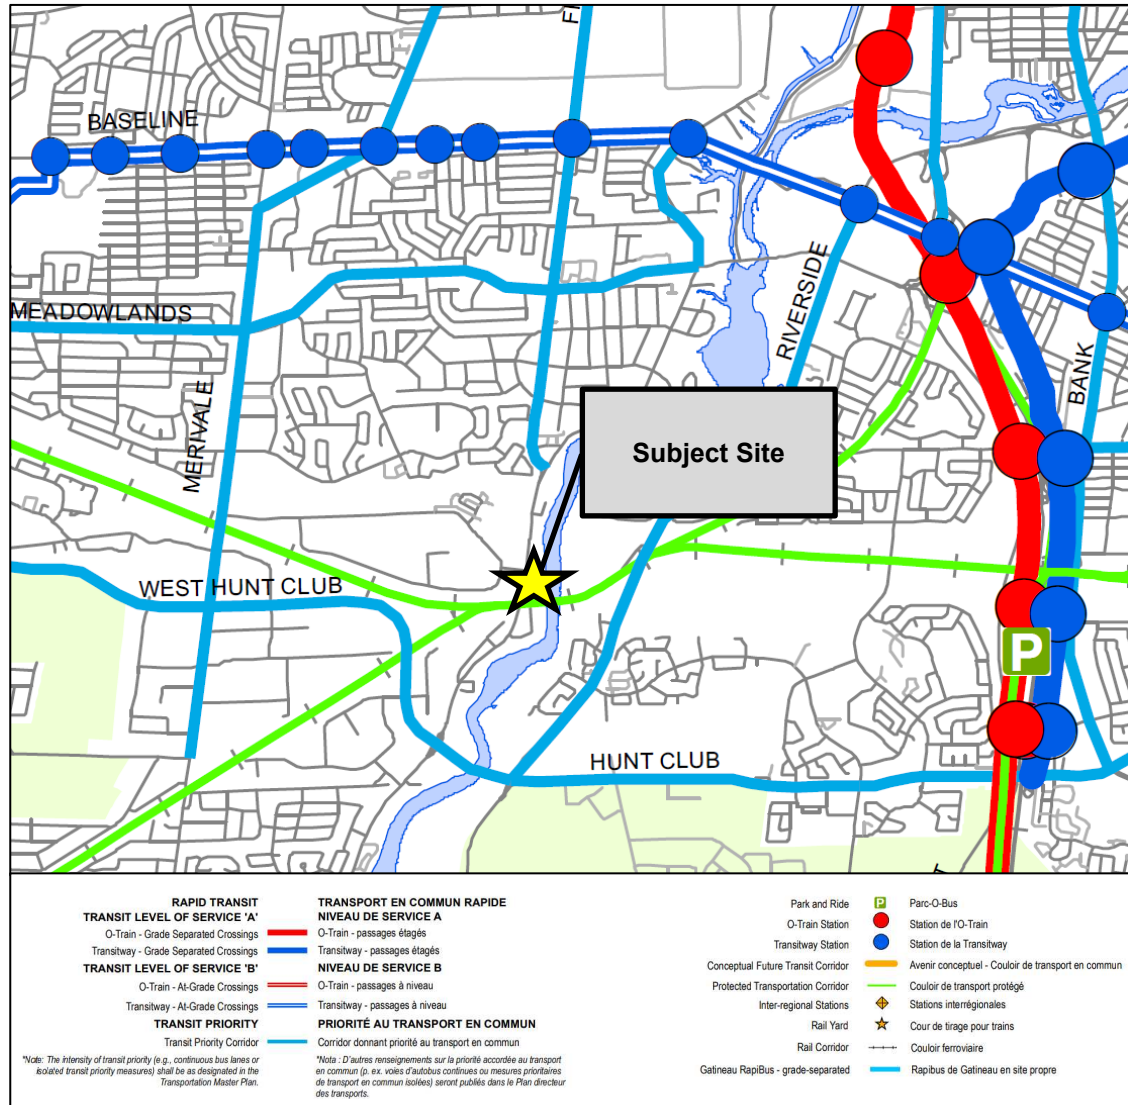 FI
BASELINE
RIVERSIDE
MEADOWLANDS
MERIVALE
BANK
Subject Site
WEST HUNT CLUB
P
HUNT CLUB
RAPID TRANSIT
TRANSIT LEVEL OF SERVICE 'A'
O-Train - Grade Separated Crossings
Transitway - Grade Separated Crossings
TRANSIT LEVEL OF SERVICE 'B'
O-Train - At-Grade Crossings
Transitway - At-Grade Crossings
TRANSIT PRIORITY
Transit Priority Corridor
*Note: The intensity of transit priority (e.g., continuous bus lanes or
isolated transit priority measures) shall be as designated in the
Transportation Master Plan.
TRANSPORT EN COMMUN RAPIDE
NIVEAU DE SERVICE A
O-Train - passages étagés
Transitway - passages étagés
NIVEAU DE SERVICE B
O-Train - passages à niveau
Transitway - passages à niveau
PRIORITÉ AU TRANSPORT EN COMMUN
Corridor donnant priorité au transport en commun
*Nota : D'autres renseignements sur la priorité accordée au transport
en commun (p. ex. voies d'autobus continues ou mesures prioritaires
de transport en commun isolées) seront publiés dans le Plan directeur
des transports.
Park and Ride P Parc-O-Bus
O-Train Station Station de l'O-Train
Transitway Station Station de la Transitway
Conceptual Future Transit Corridor Avenir conceptuel - Couloir de transport en commun
Protected Transportation Corridor Couloir de transport protégé
Inter-regional Stations Stations interrégionales
Rail Yard Cour de tirage pour trains
Rail Corridor Couloir ferroviaire
Gatineau RapiBus - grade-separated Rapibus de Gatineau en site propre